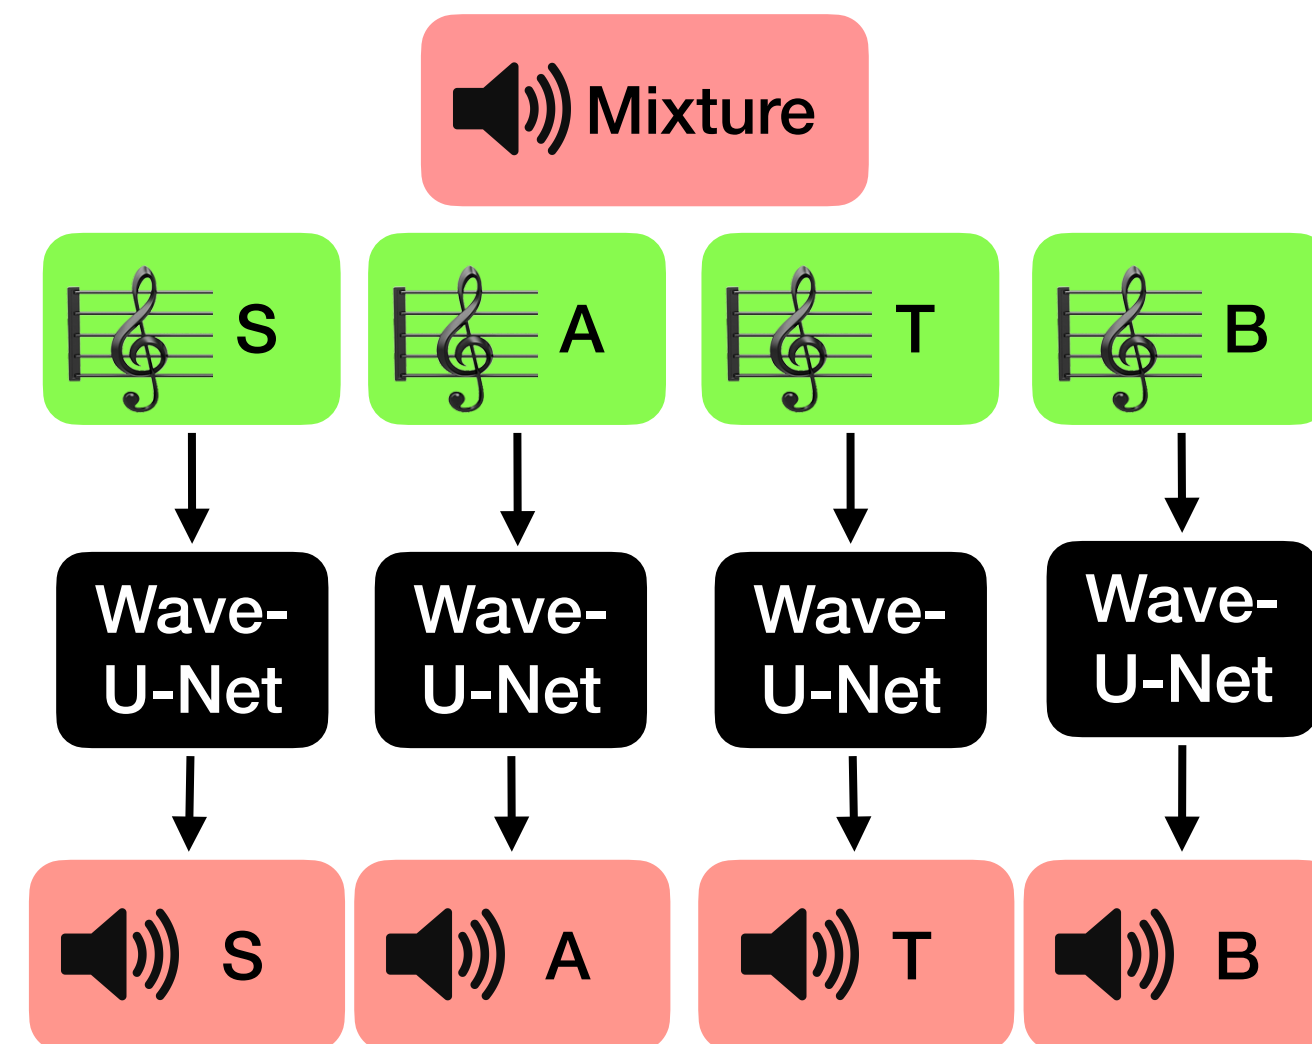 Mixture
S A T B
Wave- Wave- Wave- Wave-
U-Net U-Net U-Net U-Net
S A T B